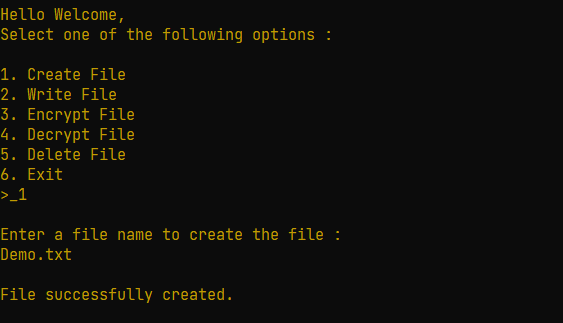 Hello Welcome,
Select one of the following options :
1. Create File
2. Write File
3. Encrypt File
4. Decrypt File
5. Delete File
6. Exit
>_1
Enter a file name to create the file :
Demo.txt
File successfully created.